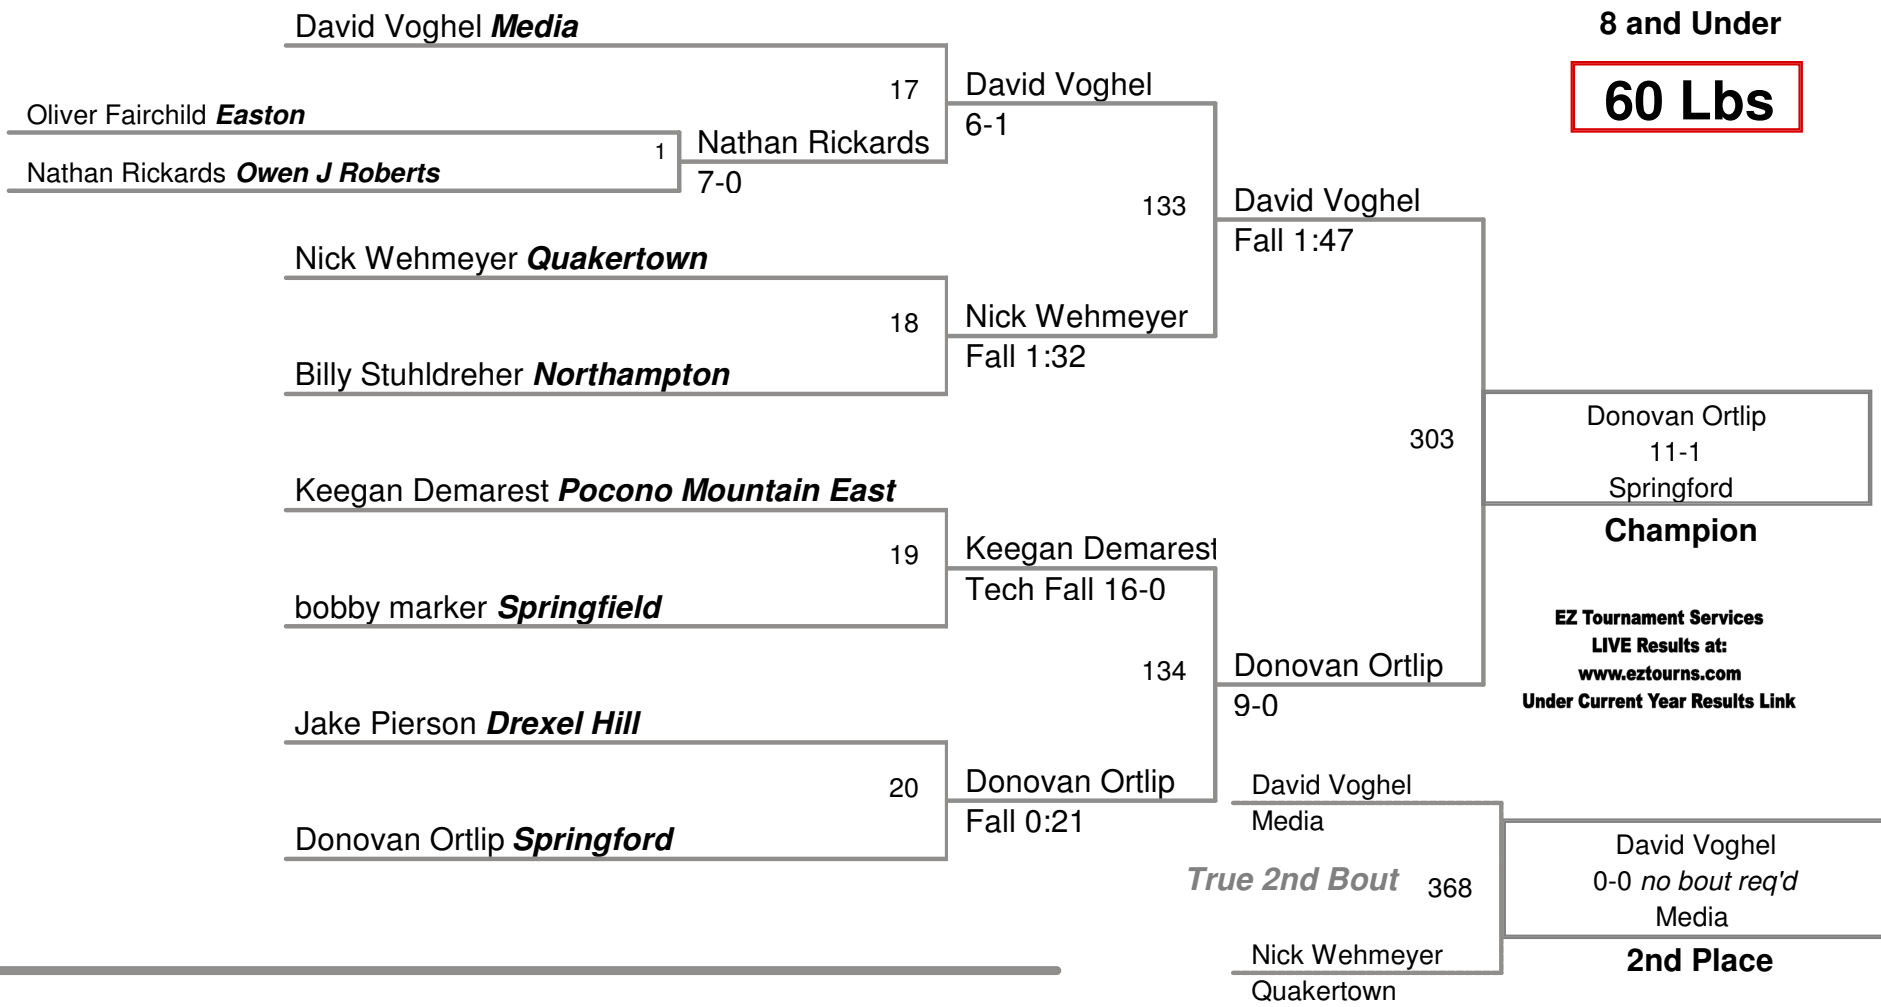 David Voghel Media
8 and Under
60 Lbs
17
David Voghel
6-1
Oliver Fairchild Easton
1
Nathan Rickards
7-0
Nathan Rickards Owen J Roberts
133
David Voghel
Fall 1:47
Nick Wehmeyer Quakertown
18
Nick Wehmeyer
Fall 1:32
Billy Stuhldreher Northampton
303
Donovan Ortlip
11-1
Springford
Champion
Keegan Demarest Pocono Mountain East
19
Keegan Demarest
Tech Fall 16-0
bobby marker Springfield
EZ Tournament Services
LIVE Results at:
www.eztourns.com
Under Current Year Results Link
134
Donovan Ortlip
9-0
Jake Pierson Drexel Hill
20
Donovan Ortlip
Fall 0:21
Donovan Ortlip Springford
David Voghel
Media
True 2nd Bout 368
David Voghel
0-0 no bout req'd
Media
2nd Place
Nick Wehmeyer
Quakertown